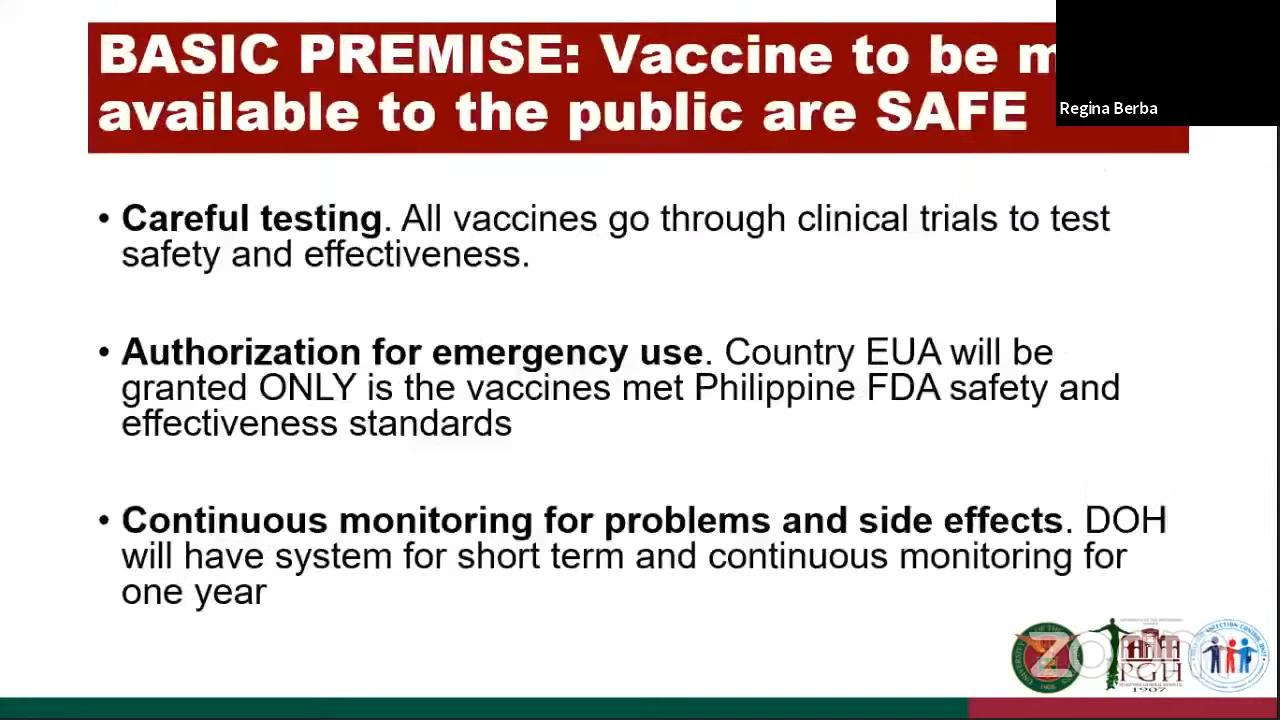 BASIC PREMISE: Vaccine to be m
available to the public are SAFE
Regina Berba
• Careful testing. All vaccines go through clinical trials to test
safety and effectiveness.
• Authorization for emergency use. Country EUA will be
granted ONLY is the vaccines met Philippine FDA safety and
effectiveness standards
• Continuous monitoring for problems and side effects. DOH
will have system for short term and continuous monitoring for
one year
zoom
PGH
1907